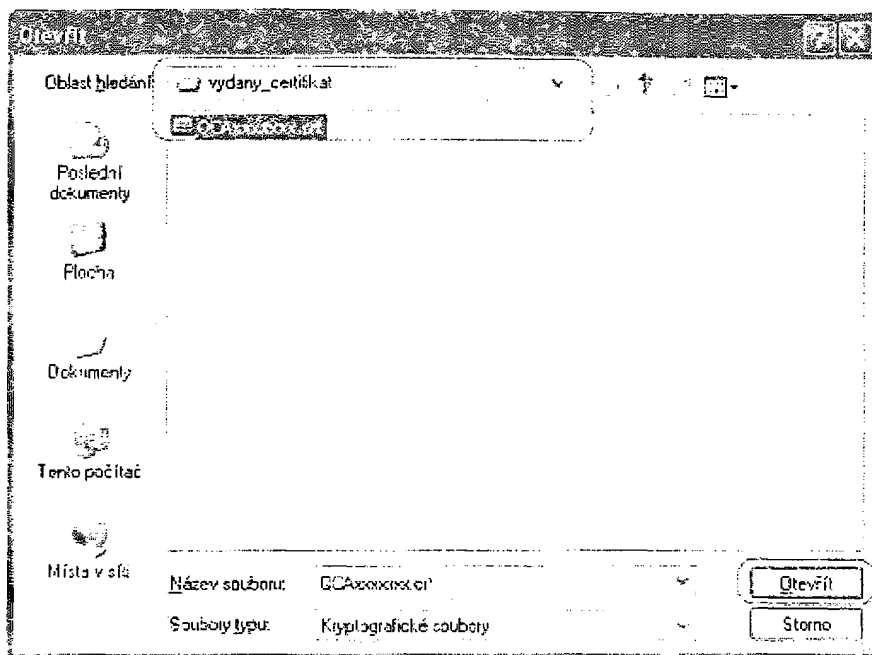 Otevřít
Oblast hledání:
vydany_certifikat
Poslední
dokumenty
Plocha
Dokumenty
Tento počítač
Místa v síti
Název souboru:
Otevřít
Soubory typu:
Kryptografické soubory
Storno